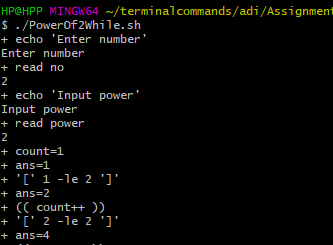 HP@HPP MINGW64 ~/terminalcommands/adi/Assignment
$ ./PowerOf2While.sh
+ echo 'Enter number'
Enter number
+ read no
2
+ echo 'Input power'
Input power
+ read power
2
+ count=1
+ ans=1
+ '[' 1 -le 2 ']'
+ ans=2
+ (( count++ ))
+ '[' 2 -le 2 ']'
+ ans=4